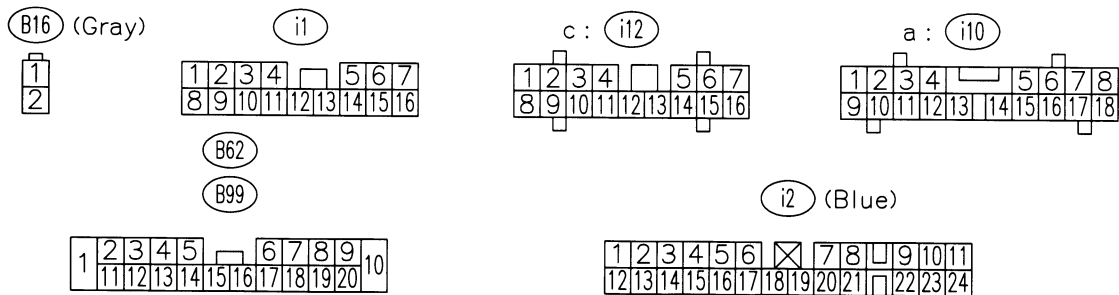 B16 (Gray)
i1
c : i12
a : i10
1
2
1 2 3 4 5 6 7
8 9 10 11 12 13 14 15 16
1 2 3 4 5 6 7
8 9 10 11 12 13 14 15 16
1 2 3 4 5 6 7 8
9 10 11 12 13 14 15 16 17 18
B62
B99
i2 (Blue)
1 2 3 4 5 6 7 8 9 10
11 12 13 14 15 16 17 18 19 20
1 2 3 4 5 6 7 8 9 10 11
12 13 14 15 16 17 18 19 20 21 22 23 24